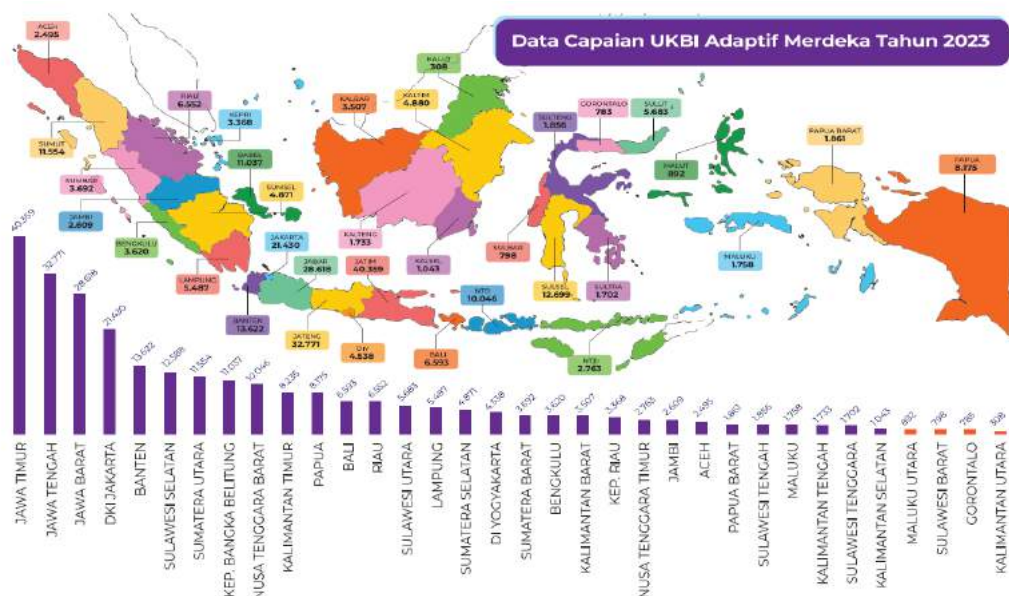 Data Capaian UKBI Adaptif Merdeka Tahun 2023
ACEH
2.495
SUMUT
11.554
RIAU
6.552
KEPRI
3.368
BABEL
11.037
SUMBAR
3.692
SUMSEL
4.871
JAMBI
2.609
BENGKULU
3.620
LAMPUNG
5.487
JAKARTA
21.430
BANTEN
13.622
JABAR
28.618
JATENG
32.771
DIY
4.538
JATIM
40.359
BALI
6.593
NTB
10.046
NTT
2.763
KALBAR
3.507
KALTENG
1.733
KALSEL
1.043
KALTIM
4.880
308
SULTENG
1.856
GORONTALO
783
SULUT
5.683
SULBAR
798
SULSEL
12.699
SULTRA
1.702
MALUT
892
MALUKU
1.758
PAPUA BARAT
1.861
PAPUA
8.175
40.359
32.771
28.618
21.430
13.622
12.588
11.554
11.037
10.046
8.235
8.175
6.593
6.552
5.683
5.487
4.871
4.538
3.692
3.620
3.507
3.368
2.763
2.609
2.495
1.861
1.856
1.758
1.733
1.702
1.043
892
798
308
JAWA TIMUR
JAWA TENGAH
JAWA BARAT
DKI JAKARTA
BANTEN
SULAWESI SELATAN
SUMATERA UTARA
KEP. BANGKA BELITUNG
NUSA TENGGARA BARAT
KALIMANTAN TIMUR
PAPUA
BALI
RIAU
SULAWESI UTARA
LAMPUNG
SUMATERA SELATAN
DI YOGYAKARTA
SUMATERA BARAT
BENGKULU
KALIMANTAN BARAT
KEP. RIAU
NUSA TENGGARA TIMUR
JAMBI
ACEH
PAPUA BARAT
SULAWESI TENGAH
MALUKU
KALIMANTAN TENGAH
SULAWESI TENGGARA
KALIMANTAN SELATAN
MALUKU UTARA
SULAWESI BARAT
GORONTALO
KALIMANTAN UTARA